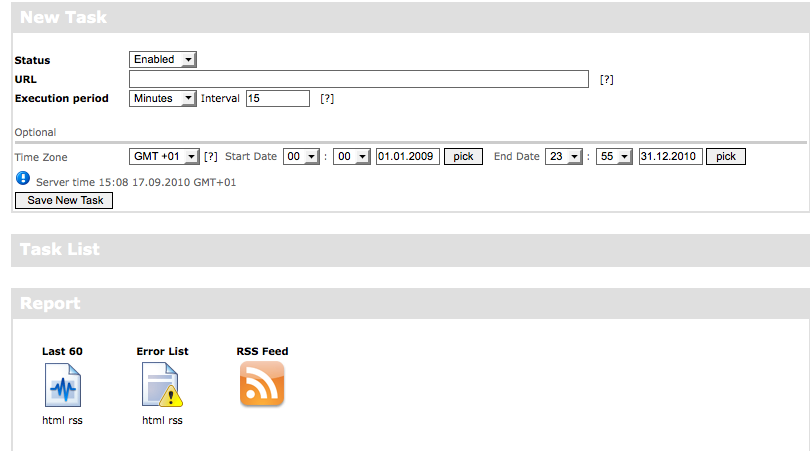 New Task
Status Enabled
URL [?]
Execution period Minutes Interval 15 [?]
Optional
Time Zone GMT +01 [?] Start Date 00 : 00 01.01.2009 pick End Date 23 : 55 31.12.2010 pick
Server time 15:08 17.09.2010 GMT+01
Save New Task
Task List
Report
Last 60 Error List RSS Feed
html rss html rss